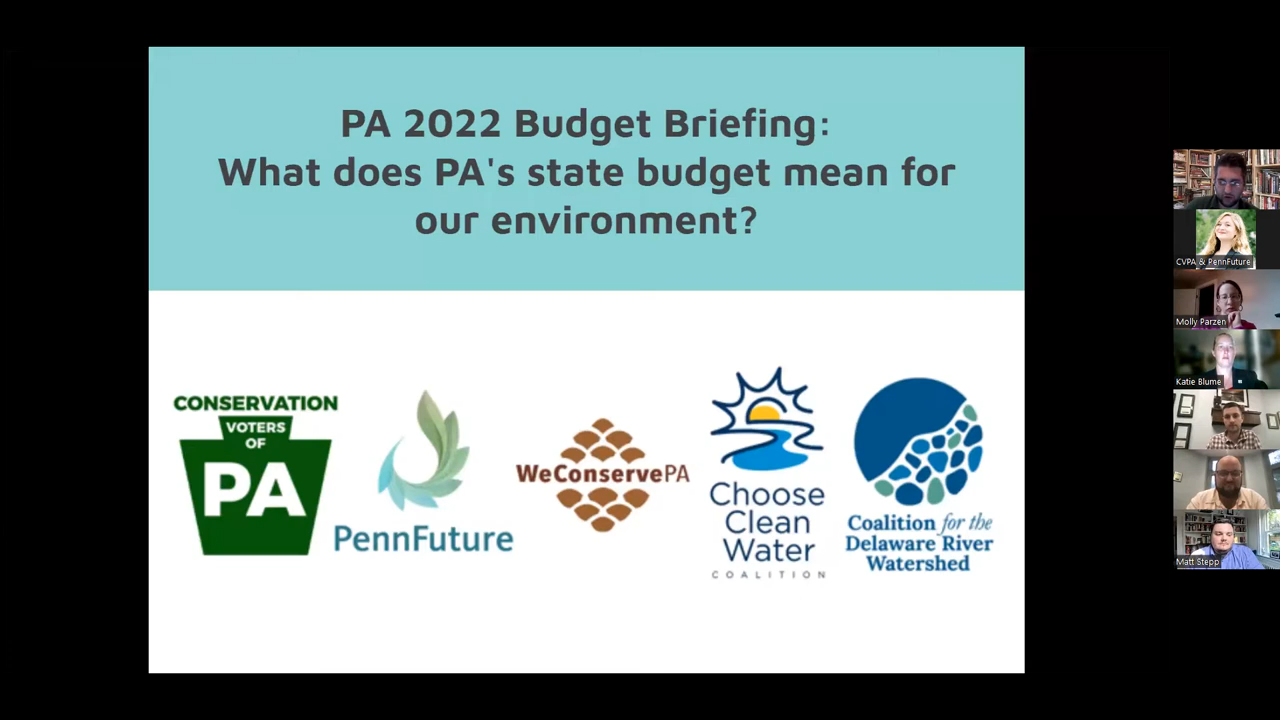 PA 2022 Budget Briefing:
What does PA's state budget mean for
our environment?
CONSERVATION
VOTERS
OF
PA
PennFuture
WeConservePA
Choose
Clean
Water
COALITION
Coalition for the
Delaware River
Watershed
CVPA & PennFuture
Molly Parzen
Katie Blume
Matt Stepp